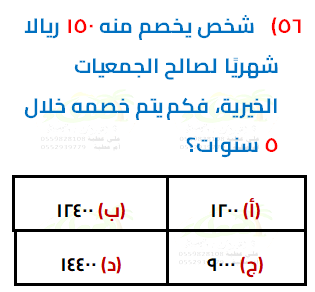 ٥٦) شخص يخصم منه ١٥٠ ريالا
شهريًا لصالح الجمعيات
الخيرية، فكم يتم خصمه خلال
٥ سنوات؟
(أ) ١٢٠٠ (ب) ١٢٤٠٠
(ج) ٩٠٠٠ (د) ١٤٤٠٠